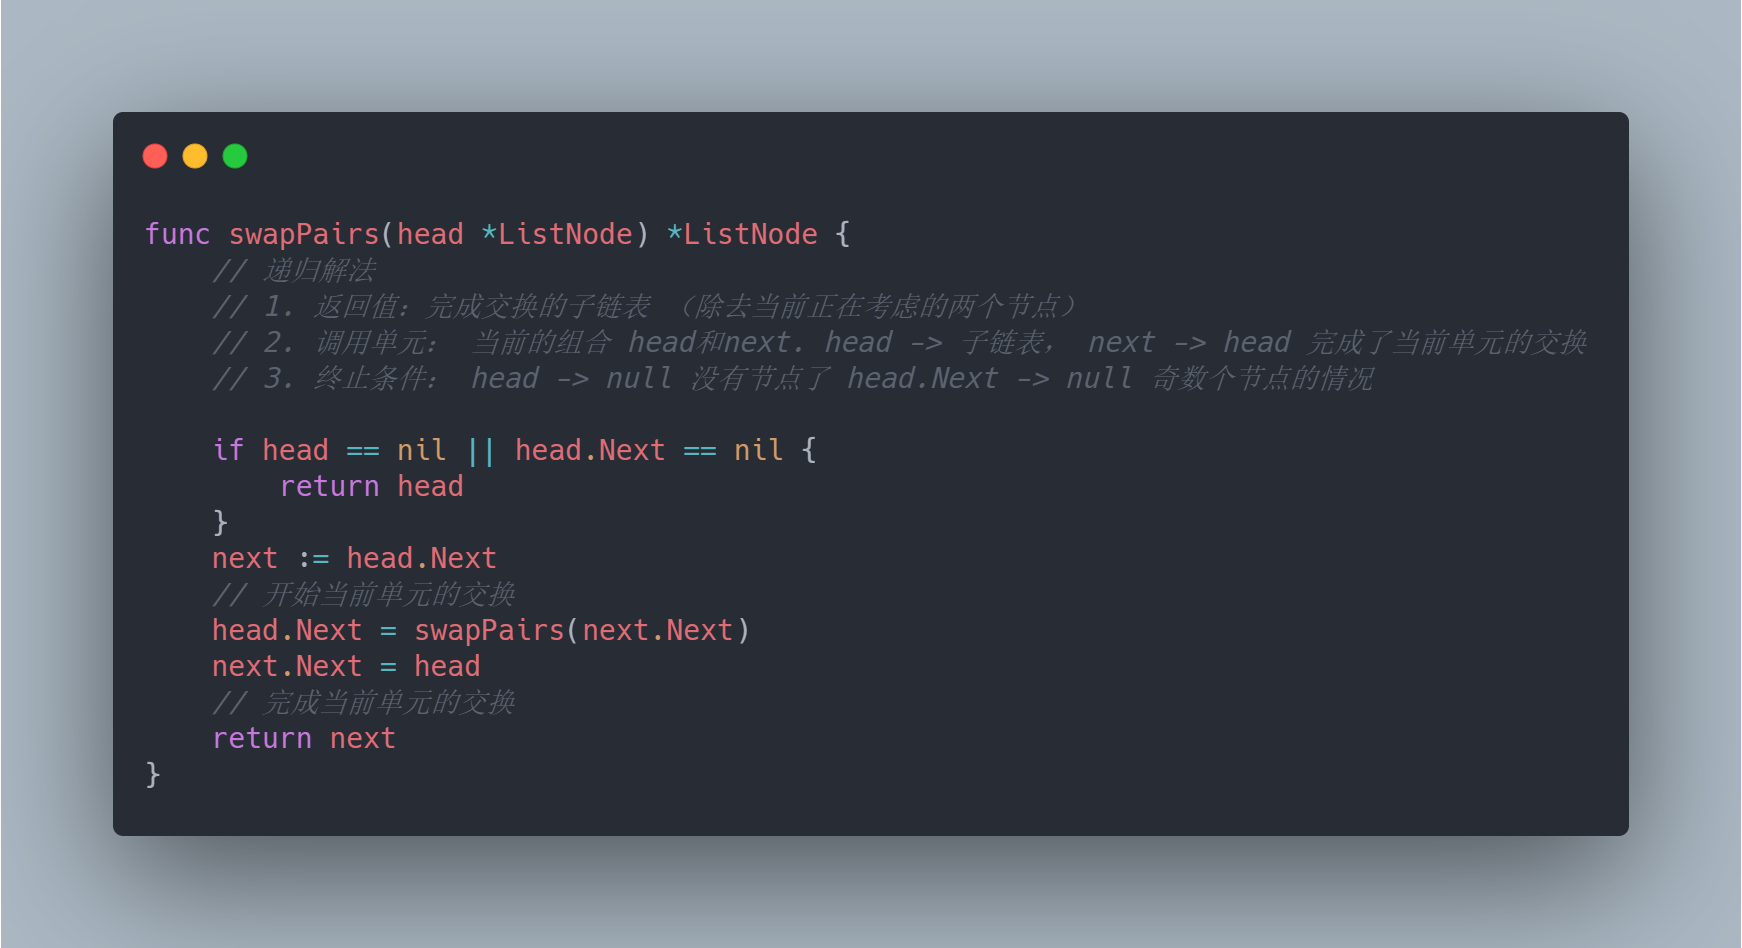 func swapPairs(head *ListNode) *ListNode {
    // 递归解法
    // 1. 返回值: 完成交换的子链表 （除去当前正在考虑的两个节点）
    // 2. 调用单元： 当前的组合 head和next. head -> 子链表， next -> head 完成了当前单元的交换
    // 3. 终止条件： head -> null 没有节点了 head.Next -> null 奇数个节点的情况

    if head == nil || head.Next == nil {
        return head
    }
    next := head.Next
    // 开始当前单元的交换
    head.Next = swapPairs(next.Next)
    next.Next = head
    // 完成当前单元的交换
    return next
}